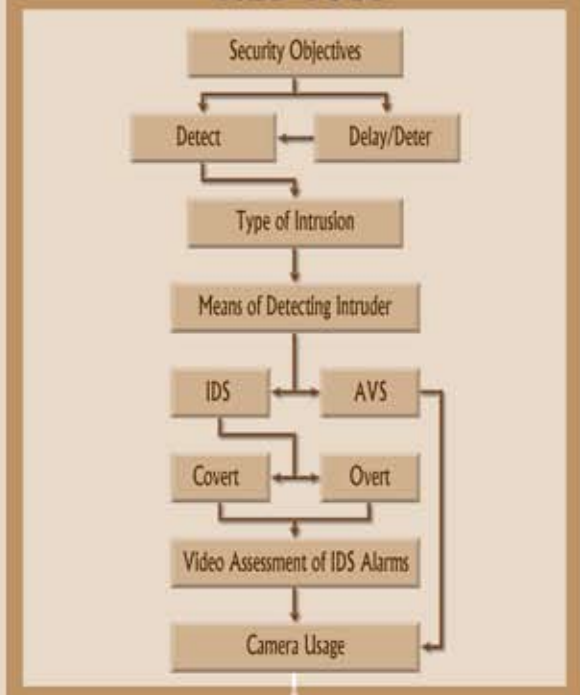 Security Objectives
Detect
Delay/Deter
Type of Intrusion
Means of Detecting Intruder
IDS
AVS
Covert
Overt
Video Assessment of IDS Alarms
Camera Usage